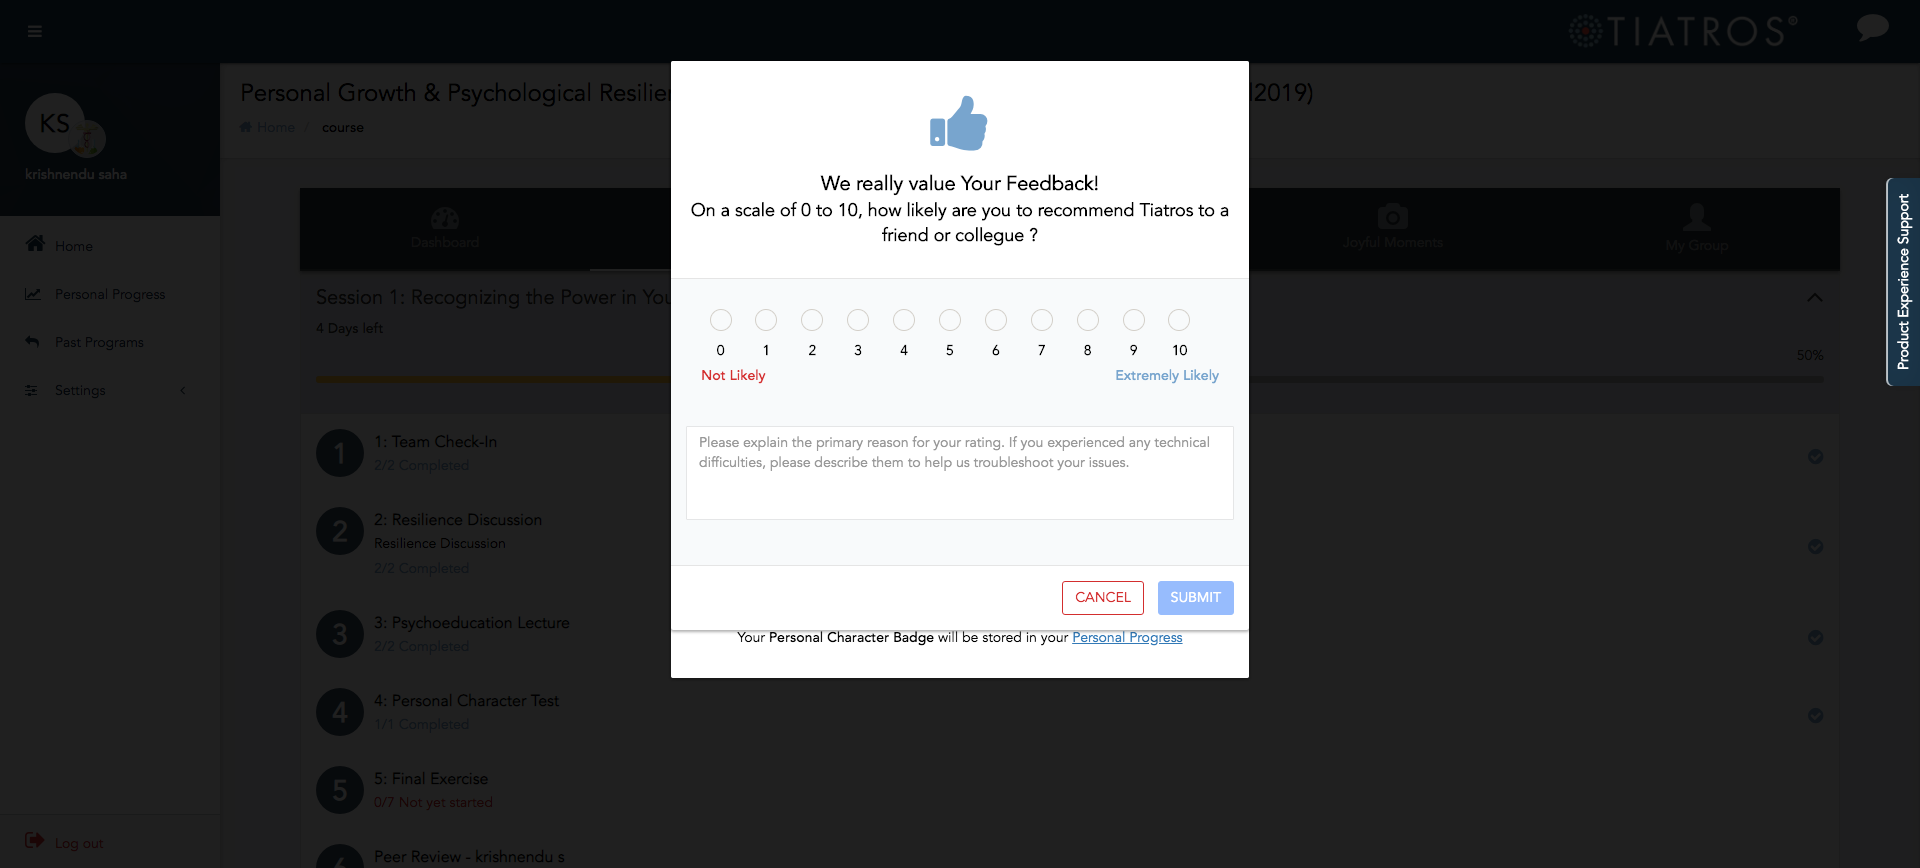 TIATROS®
KS
krishnendu saha
Home
Personal Progress
Past Programs
Settings
Log out
Personal Growth & Psychological Resilie
2019)
Home / course
Dashboard
Joyful Moments
My Group
Session 1: Recognizing the Power in You
4 Days left
50%
1
1: Team Check-In
2/2 Completed
2
2: Resilience Discussion
Resilience Discussion
2/2 Completed
3
3: Psychoeducation Lecture
2/2 Completed
4
4: Personal Character Test
1/1 Completed
5
5: Final Exercise
0/7 Not yet started
6
Peer Review - krishnendu s
We really value Your Feedback!
On a scale of 0 to 10, how likely are you to recommend Tiatros to a
friend or collegue ?
0 1 2 3 4 5 6 7 8 9 10
Not Likely
Extremely Likely
Please explain the primary reason for your rating. If you experienced any technical
difficulties, please describe them to help us troubleshoot your issues.
CANCEL
SUBMIT
Your Personal Character Badge will be stored in your Personal Progress
Product Experience Support